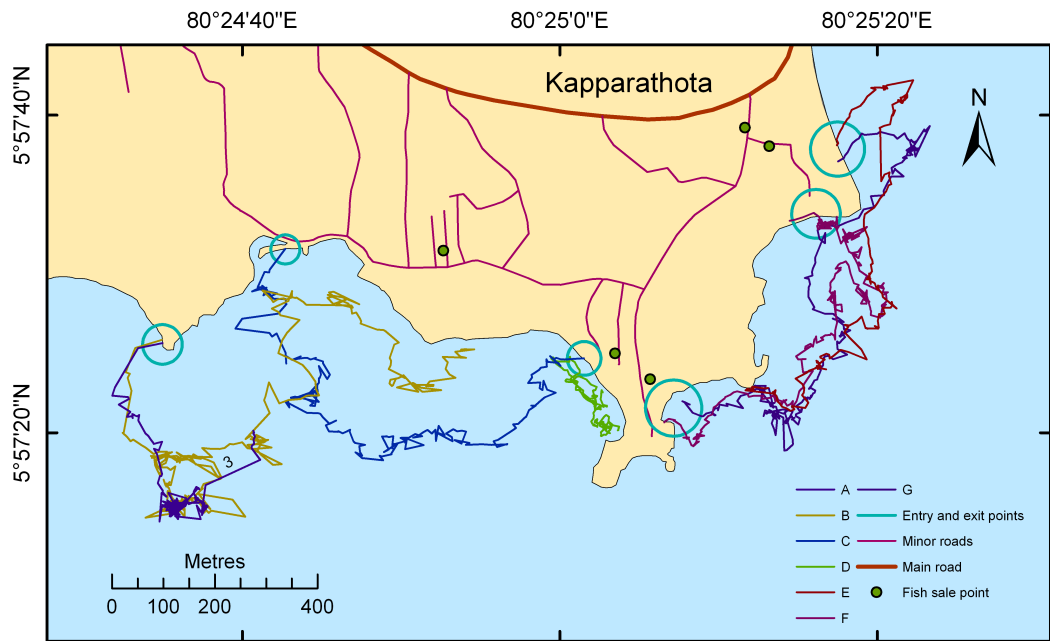 80°24'40"E 80°25'0"E 80°25'20"E
Kapparathota
N
5°57'40"N
5°57'20"N
3
A G
B Entry and exit points
C Minor roads
D Main road
E Fish sale point
F
Metres
0 100 200 400